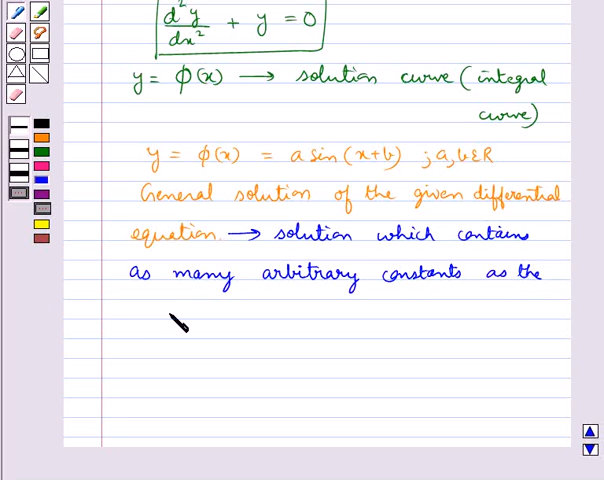 d²y/dx² + y = 0
y = φ(x) → solution curve (integral
curve)
y = φ(x) = a sin (x+b) ; a, b ∈ R
General solution of the given differential
equation. → solution which contains
as many arbitrary constants as the